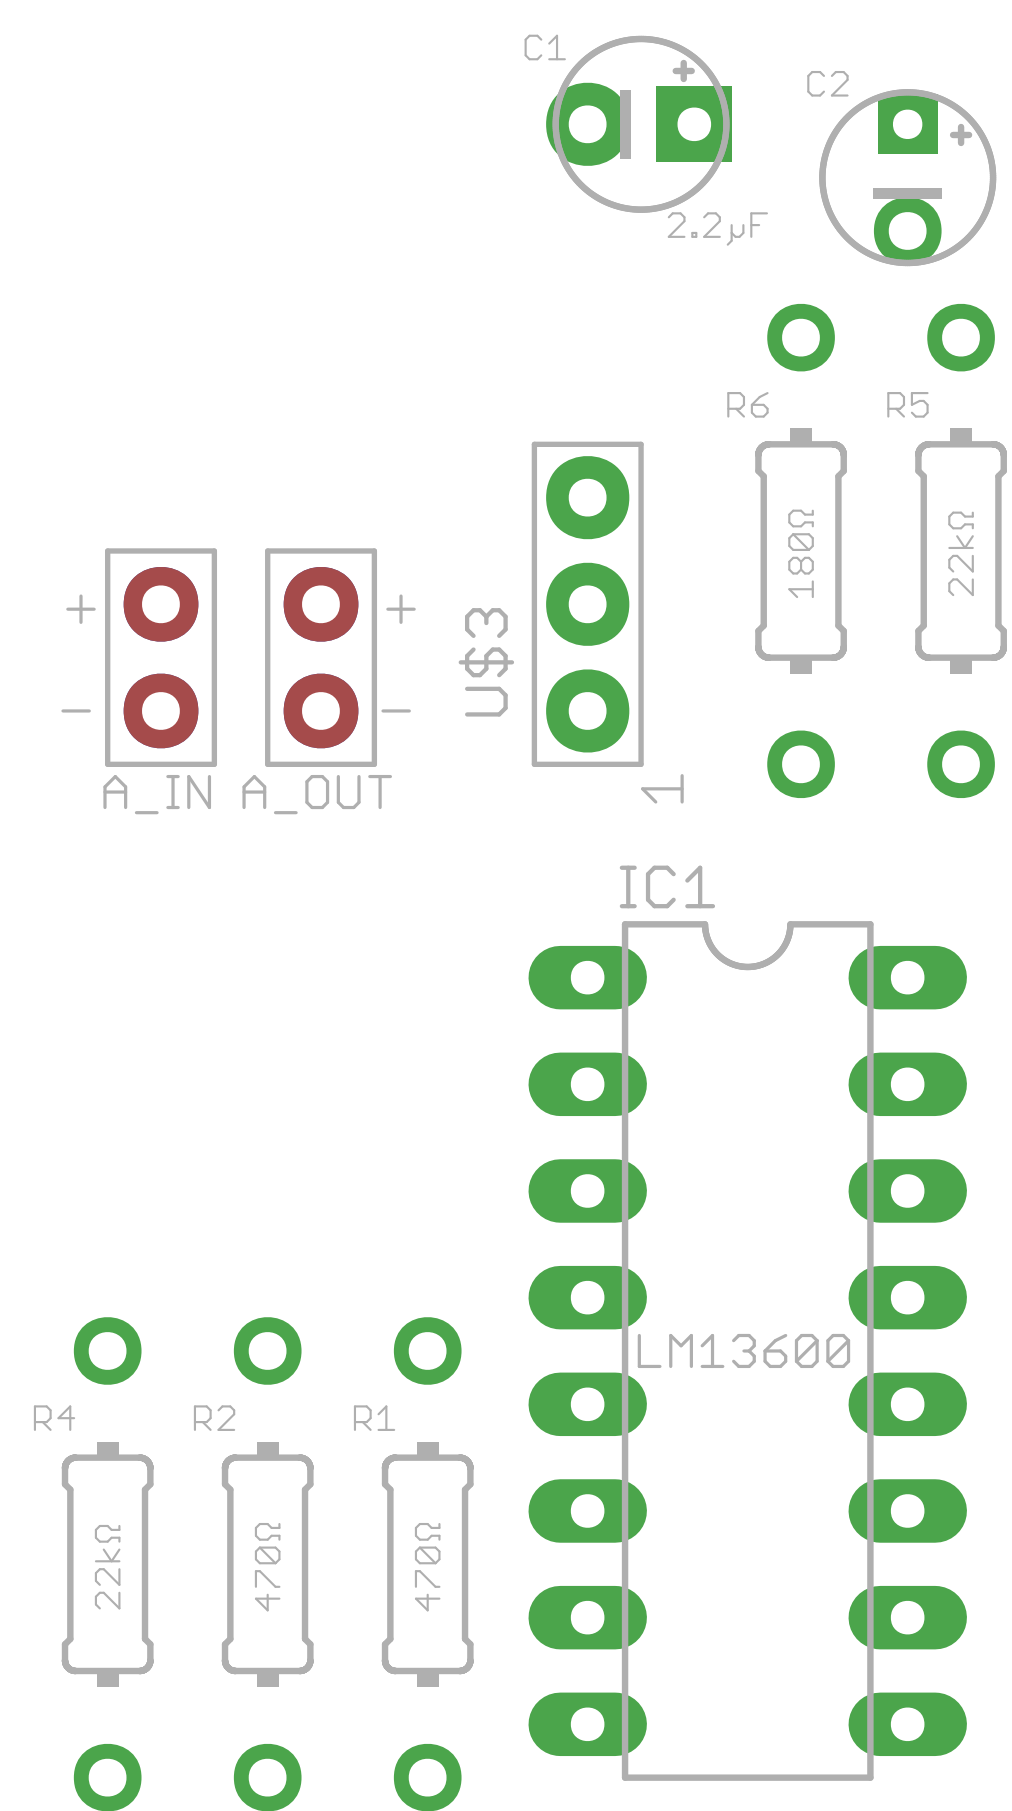 C1
+
C2
+
2.2µF
R6
R5
180Ω
22kΩ
+
+
U$3
-
-
A_IN
A_OUT
1
IC1
LM13600
R4
R2
R1
22kΩ
470Ω
470Ω